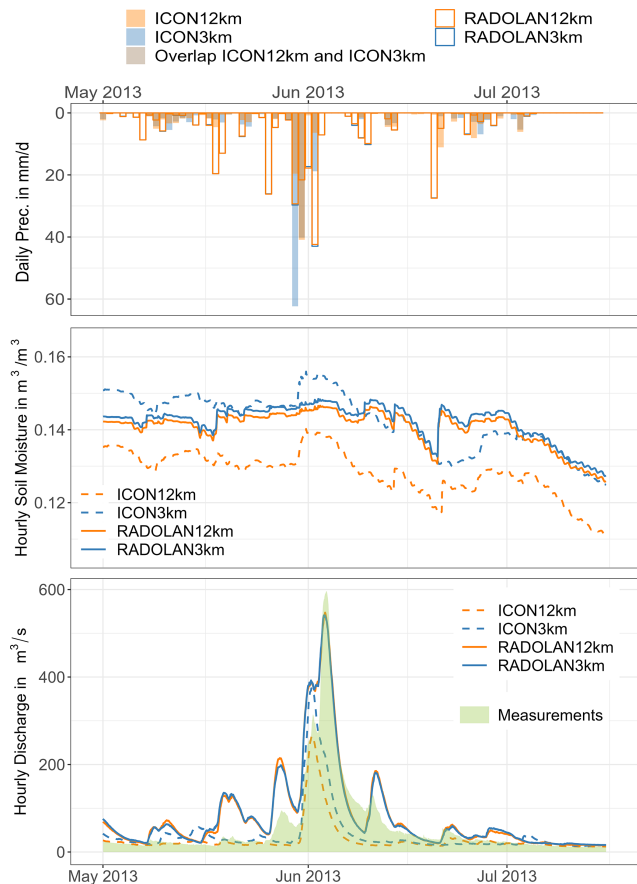 ICON12km
RADOLAN12km
ICON3km
RADOLAN3km
Overlap ICON12km and ICON3km
May 2013
Jun 2013
Jul 2013
Daily Prec. in mm/d
0
20
40
60
Hourly Soil Moisture in m³/m³
0.16
0.14
0.12
ICON12km
ICON3km
RADOLAN12km
RADOLAN3km
Hourly Discharge in m³/s
600
400
200
0
ICON12km
ICON3km
RADOLAN12km
RADOLAN3km
Measurements
May 2013
Jun 2013
Jul 2013